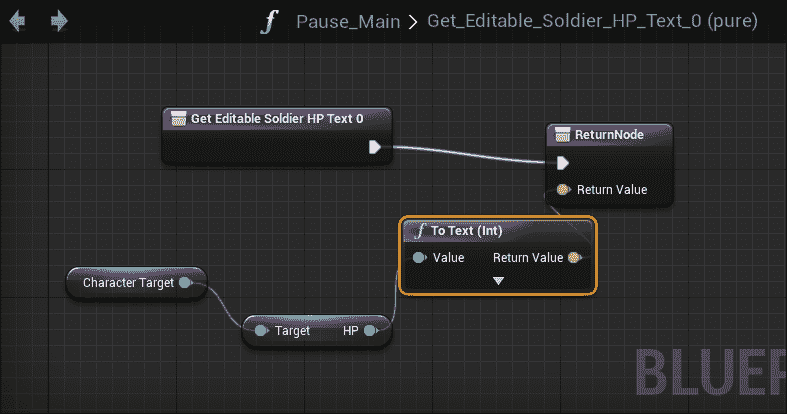 f Pause_Main > Get_Editable_Soldier_HP_Text_0 (pure)
Get Editable Soldier HP Text 0
ReturnNode
Return Value
f To Text (Int)
Value Return Value
Character Target
Target HP